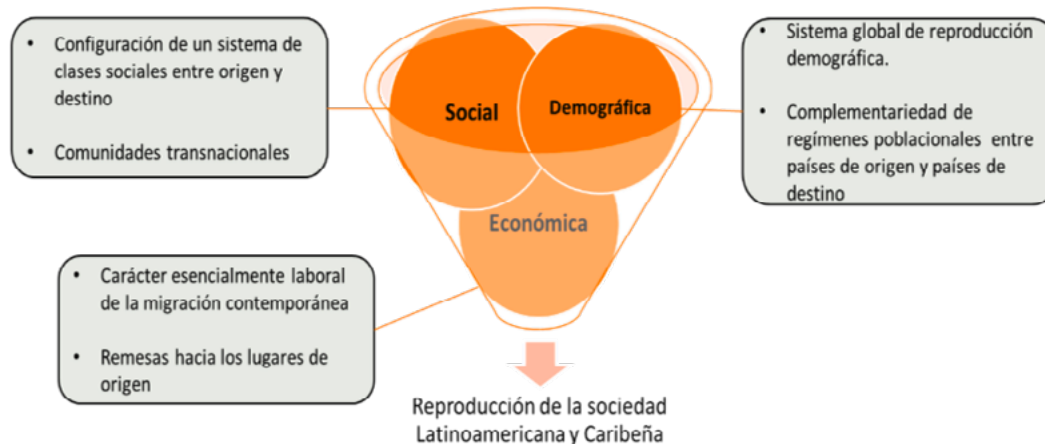 • Configuración de un sistema de
clases sociales entre origen y
destino
• Comunidades transnacionales
Social
Demográfica
Económica
• Sistema global de reproducción
demográfica.
• Complementariedad de
regímenes poblacionales entre
países de origen y países de
destino
• Carácter esencialmente laboral
de la migración contemporánea
• Remesas hacia los lugares de
origen
Reproducción de la sociedad
Latinoamericana y Caribeña